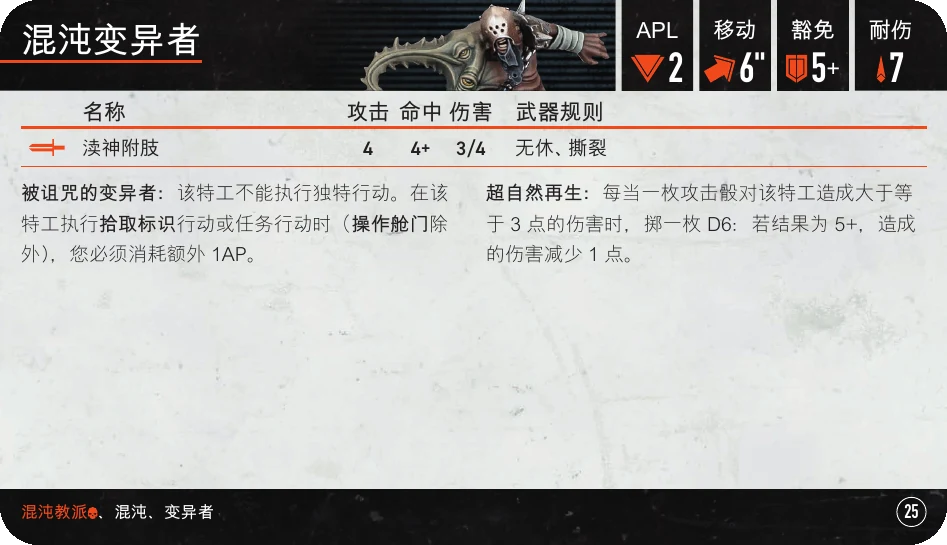 混沌变异者
APL 移动 豁免 耐伤
2 6" 5+ 7
名称 攻击 命中 伤害 武器规则
渎神附肢 4 4+ 3/4 无休、撕裂
被诅咒的变异者：该特工不能执行独特行动。在该
特工执行拾取标识行动或任务行动时（操作舱门除
外），您必须消耗额外 1AP。
超自然再生：每当一枚攻击骰对该特工造成大于等
于 3 点的伤害时，掷一枚 D6：若结果为 5+，造成
的伤害减少 1 点。
混沌教派、混沌、变异者
25